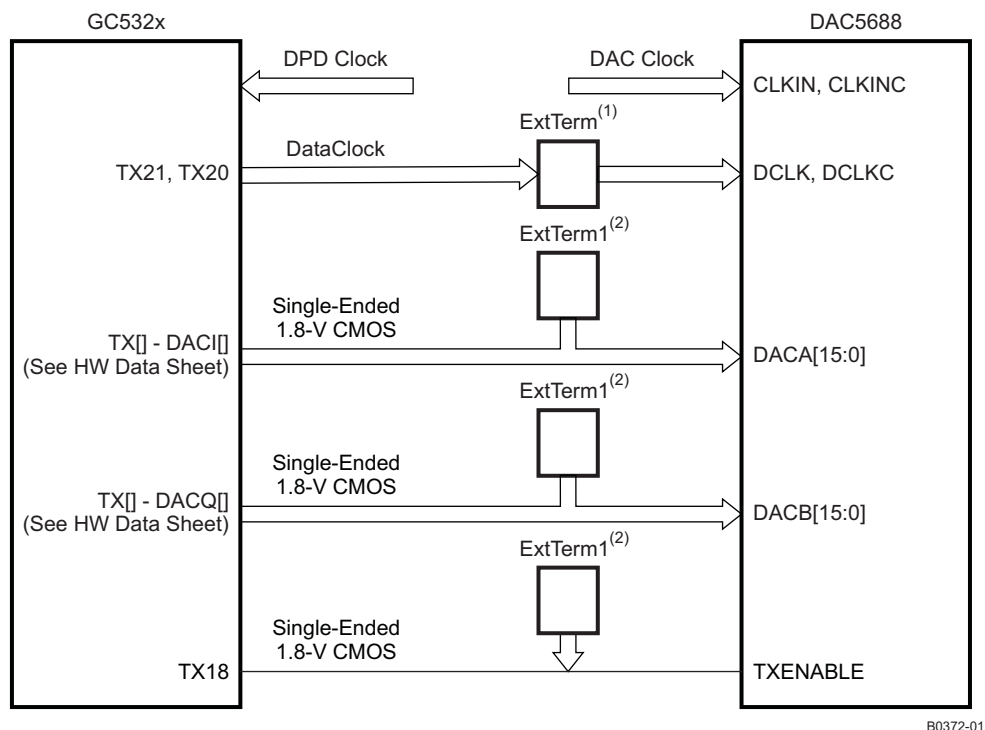 GC532x
DAC5688
DPD Clock
DAC Clock
CLKIN, CLKINC
ExtTerm(1)
DataClock
TX21, TX20
DCLK, DCLKC
ExtTerm1(2)
Single-Ended
1.8-V CMOS
TX[] - DACI[]
(See HW Data Sheet)
DACA[15:0]
ExtTerm1(2)
Single-Ended
1.8-V CMOS
TX[] - DACQ[]
(See HW Data Sheet)
DACB[15:0]
ExtTerm1(2)
Single-Ended
1.8-V CMOS
TX18
TXENABLE
B0372-01